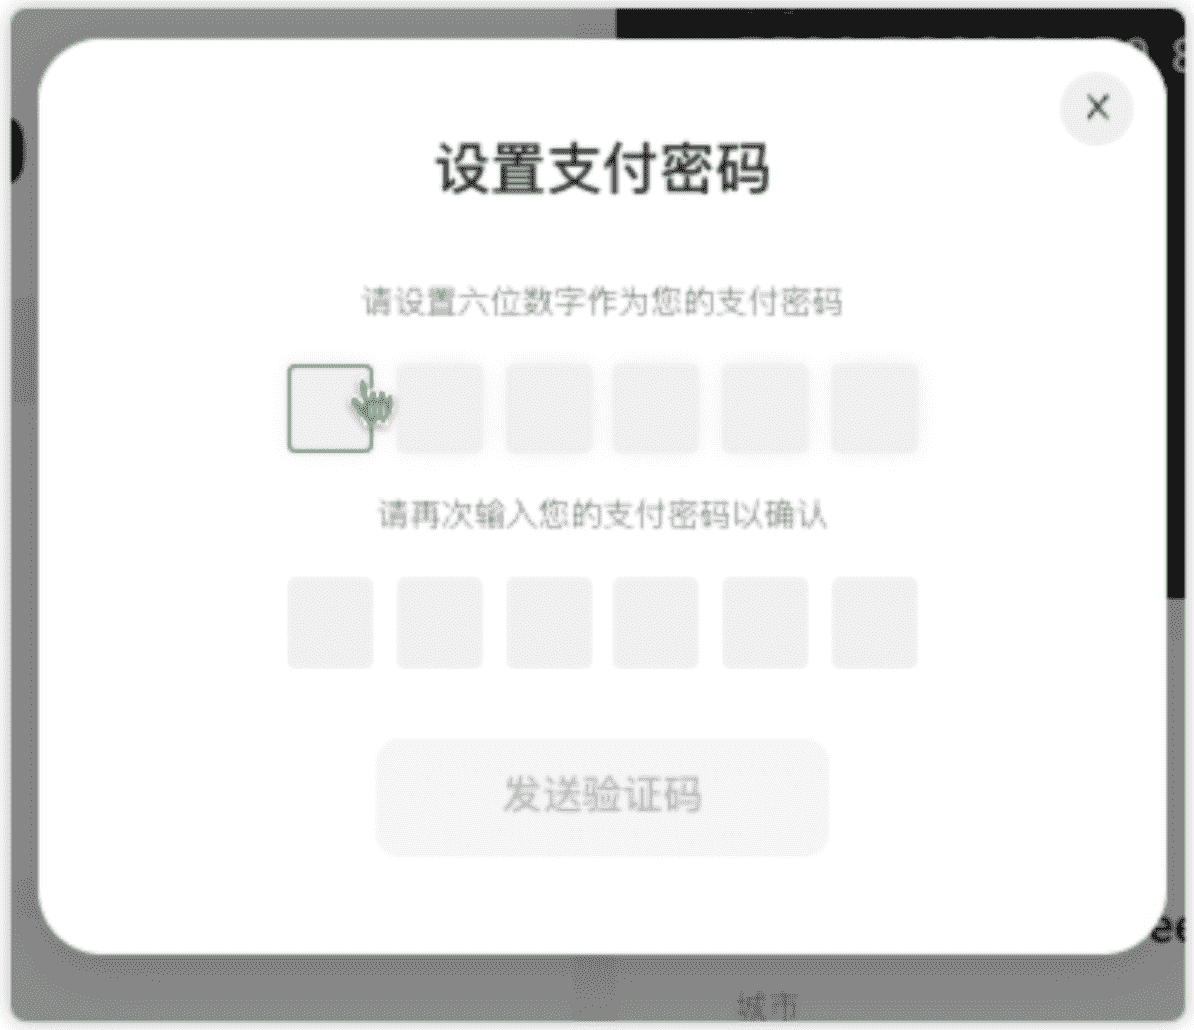 设置支付密码
请设置六位数字作为您的支付密码
请再次输入您的支付密码以确认
发送验证码
城市